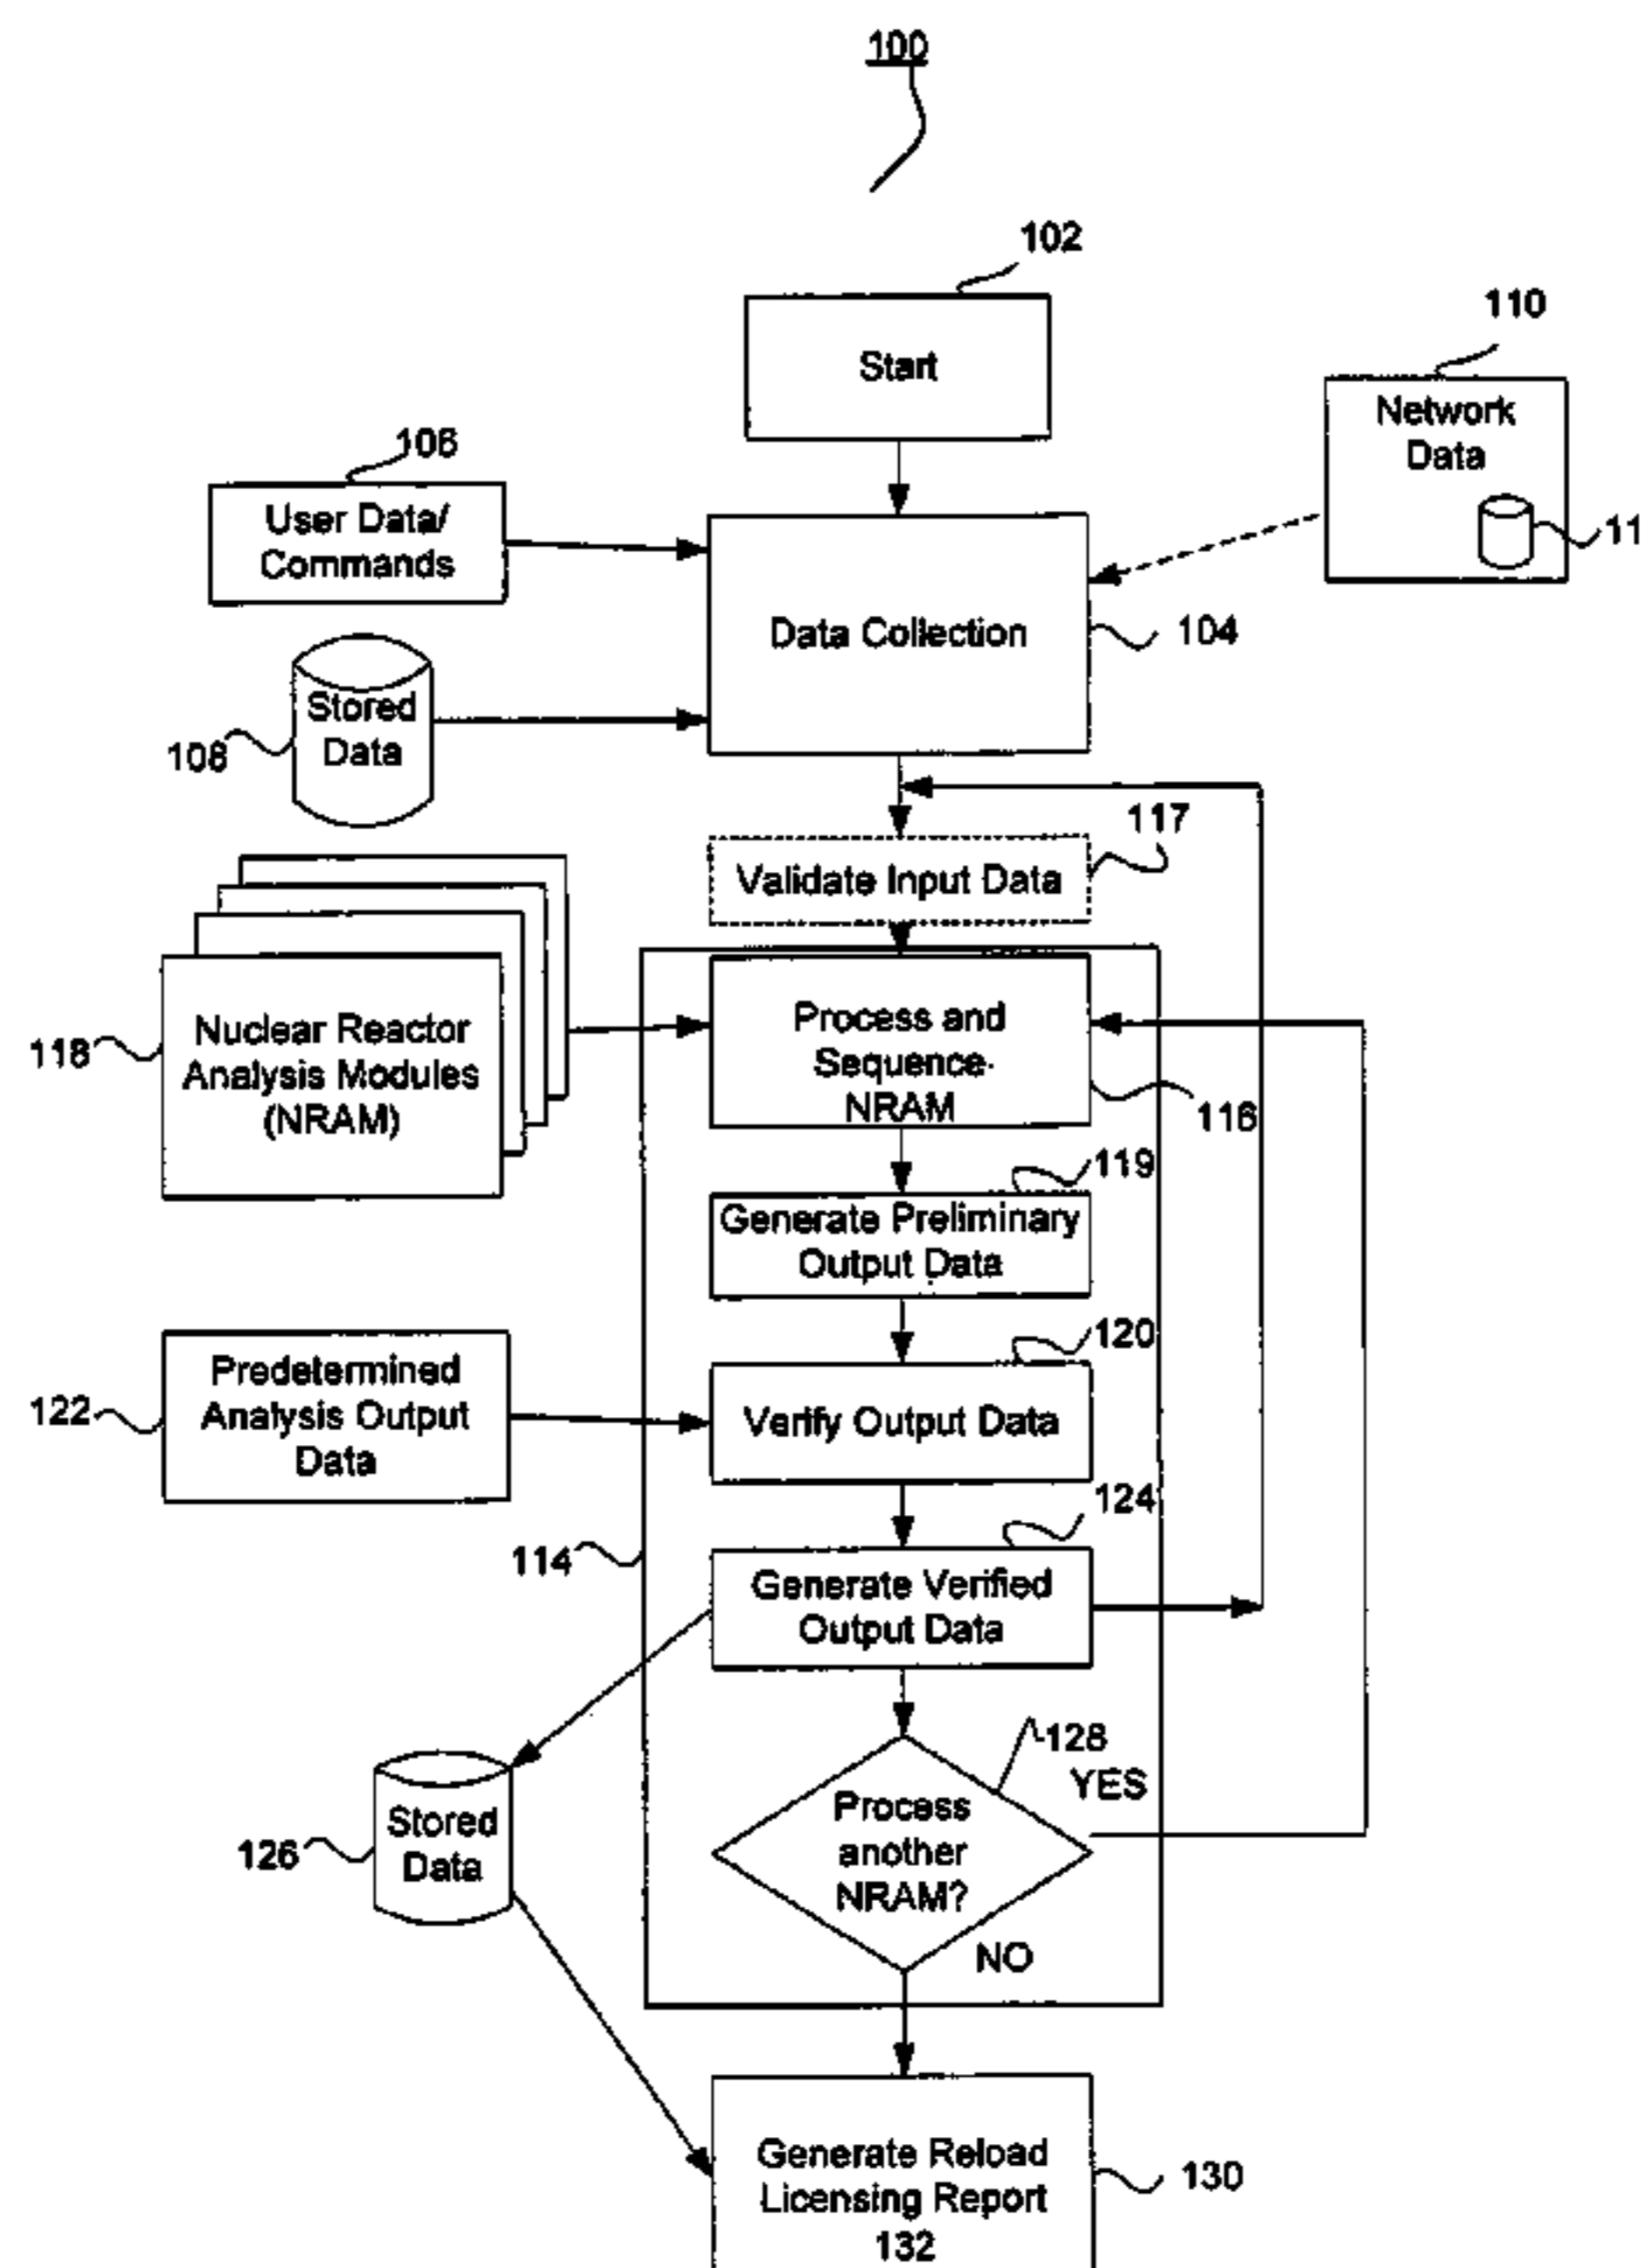 100
102
Start
110
Network
Data
11
106
User Data/
Commands
Data Collection
104
Stored
Data
108
117
Validate Input Data
Nuclear Reactor
Analysis Modules
(NRAM)
118
Process and
Sequence
NRAM
116
119
Generate Preliminary
Output Data
120
Predetermined
Analysis Output
Data
122
Verify Output Data
124
114
Generate Verified
Output Data
128
YES
Process
another
NRAM?
Stored
Data
126
NO
Generate Reload
Licensing Report
132
130